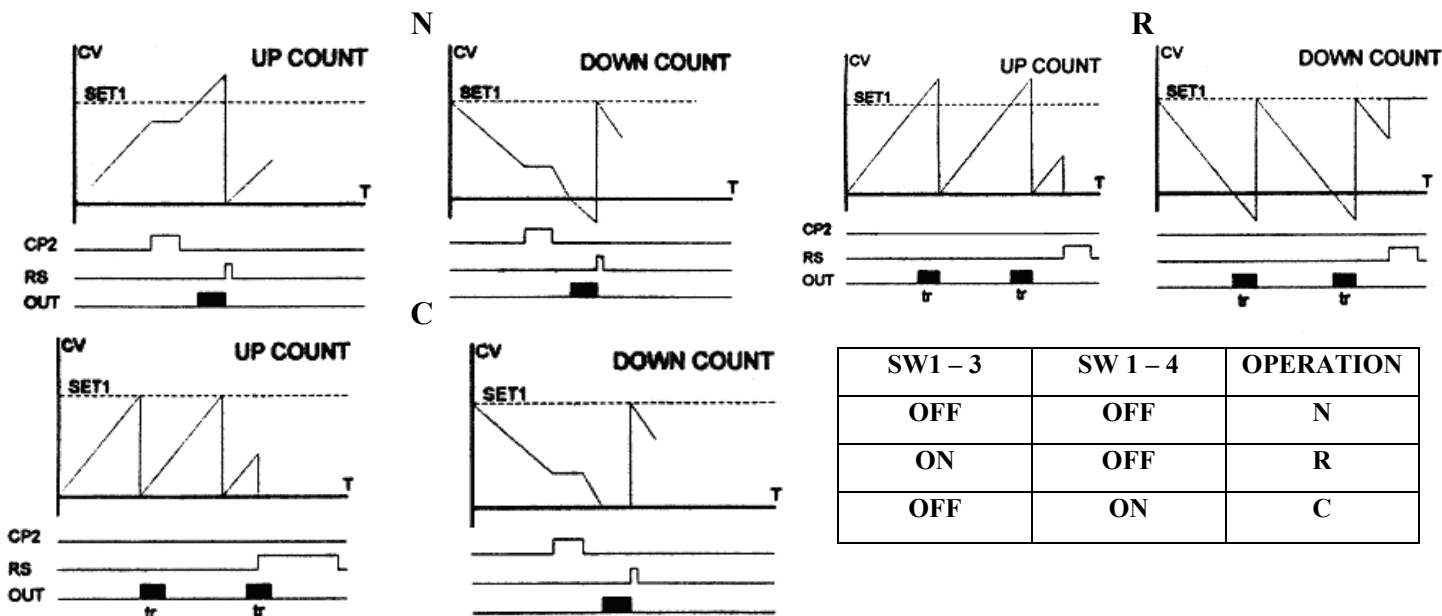 N
CV
UP COUNT
SET1
T
CP2
RS
OUT
CV
DOWN COUNT
SET1
T
R
CV
UP COUNT
SET1
T
CP2
RS
OUT
tr tr
CV
DOWN COUNT
SET1
T
tr tr
C
CV
UP COUNT
SET1
T
CP2
RS
OUT
tr tr
CV
DOWN COUNT
SET1
T
SW1 – 3 SW 1 – 4 OPERATION
OFF OFF N
ON OFF R
OFF ON C